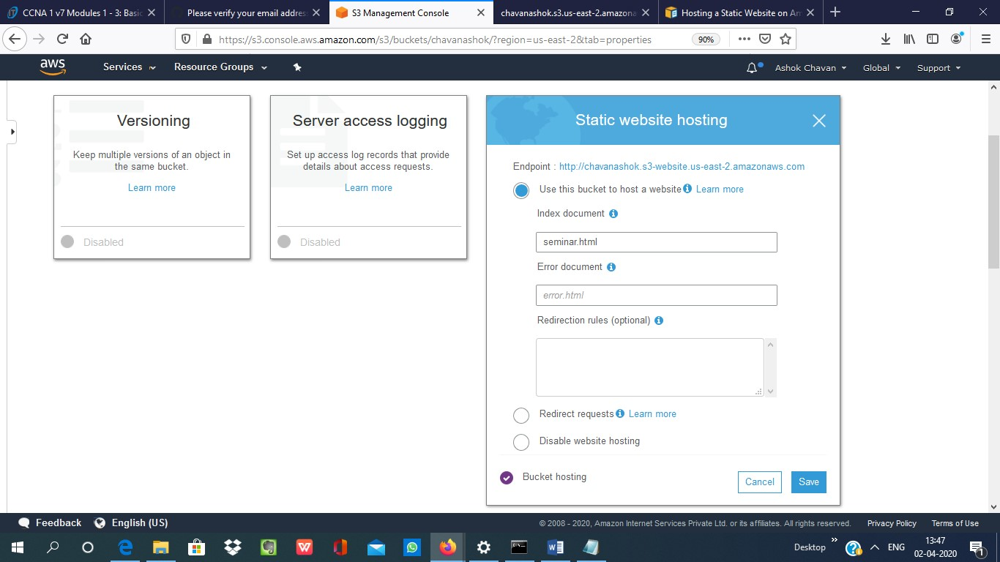 CCNA 1 v7 Modules 1 - 3: Basic
Please verify your email addres
S3 Management Console
chavanashok.s3.us-east-2.amazona
Hosting a Static Website on Am
https://s3.console.aws.amazon.com/s3/buckets/chavanashok/?region=us-east-2&tab=properties
90%
aws
Services
Resource Groups
Ashok Chavan
Global
Support
Versioning
Keep multiple versions of an object in
the same bucket.
Learn more
Disabled
Server access logging
Set up access log records that provide
details about access requests.
Learn more
Disabled
Static website hosting
Endpoint : http://chavanashok.s3-website.us-east-2.amazonaws.com
Use this bucket to host a website Learn more
Index document
seminar.html
Error document
error.html
Redirection rules (optional)
Redirect requests Learn more
Disable website hosting
Bucket hosting
Cancel
Save
Feedback
English (US)
© 2008 - 2020, Amazon Internet Services Private Ltd. or its affiliates. All rights reserved.
Privacy Policy
Terms of Use
Desktop
ENG
13:47
02-04-2020
1